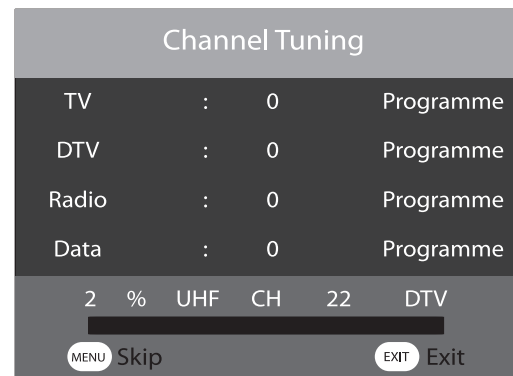 Channel Tuning
TV : 0 Programme
DTV : 0 Programme
Radio : 0 Programme
Data : 0 Programme
2 % UHF CH 22 DTV
MENU Skip EXIT Exit